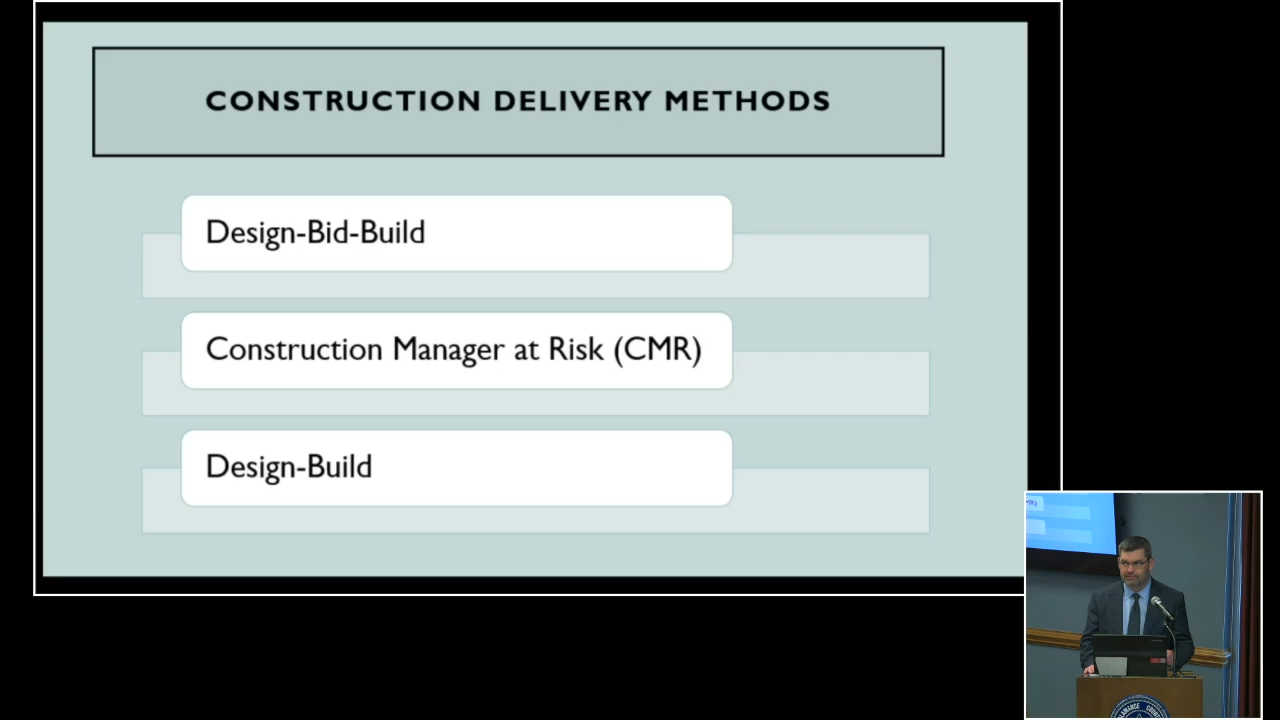 CONSTRUCTION DELIVERY METHODS
Design-Bid-Build
Construction Manager at Risk (CMR)
Design-Build